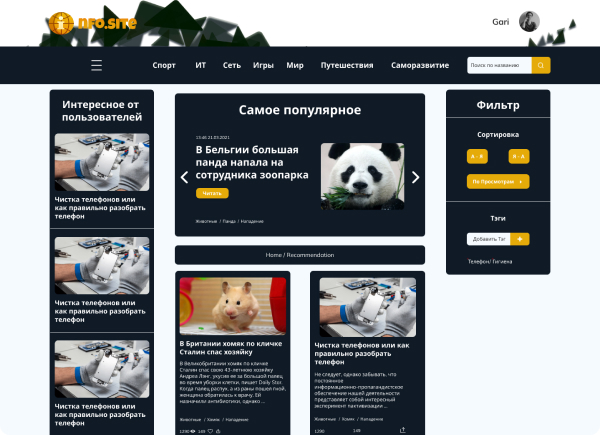 INFO.SITE
Gari
Спорт ИТ Сеть Игры Мир Путешествия Саморазвитие
Поиск по названию
Интересное от
пользователей
Чистка телефонов или
как правильно разобрать
телефон
Чистка телефонов или
как правильно разобрать
телефон
Чистка телефонов или
как правильно разобрать
телефон
Самое популярное
13:48 21.03.2021
В Бельгии большая
панда напала на
сотрудника зоопарка
Читать
Животные / Панда / Нападение
Home / Recommendation
В Британии хомяк по кличке
Сталин спас хозяйку
В Великобритании хомяк по кличке
Сталин спас свою 43-летнюю хозяйку
Андреа Лэнг, укусив ее за большой палец
во время уборки клетки, пишет Daily Star.
Когда палец распух, а из раны пошел гной,
женщина обратилась к врачу. Ей
назначили антибиотики, однако ...
Животные / Хомяк / Нападение
1290 149
Чистка телефонов или как
правильно разобрать
телефон
Не следует, однако забывать, что
постоянное
информационно-пропагандистское
обеспечение нашей деятельности
представляет собой интересный
эксперимент
Животные / Хомяк / Нападение
1290 149
Фильтр
Сортировка
А - Я Я - А
По Просмотрам
Тэги
Добавить Таг +
Телефон/ Гигиена